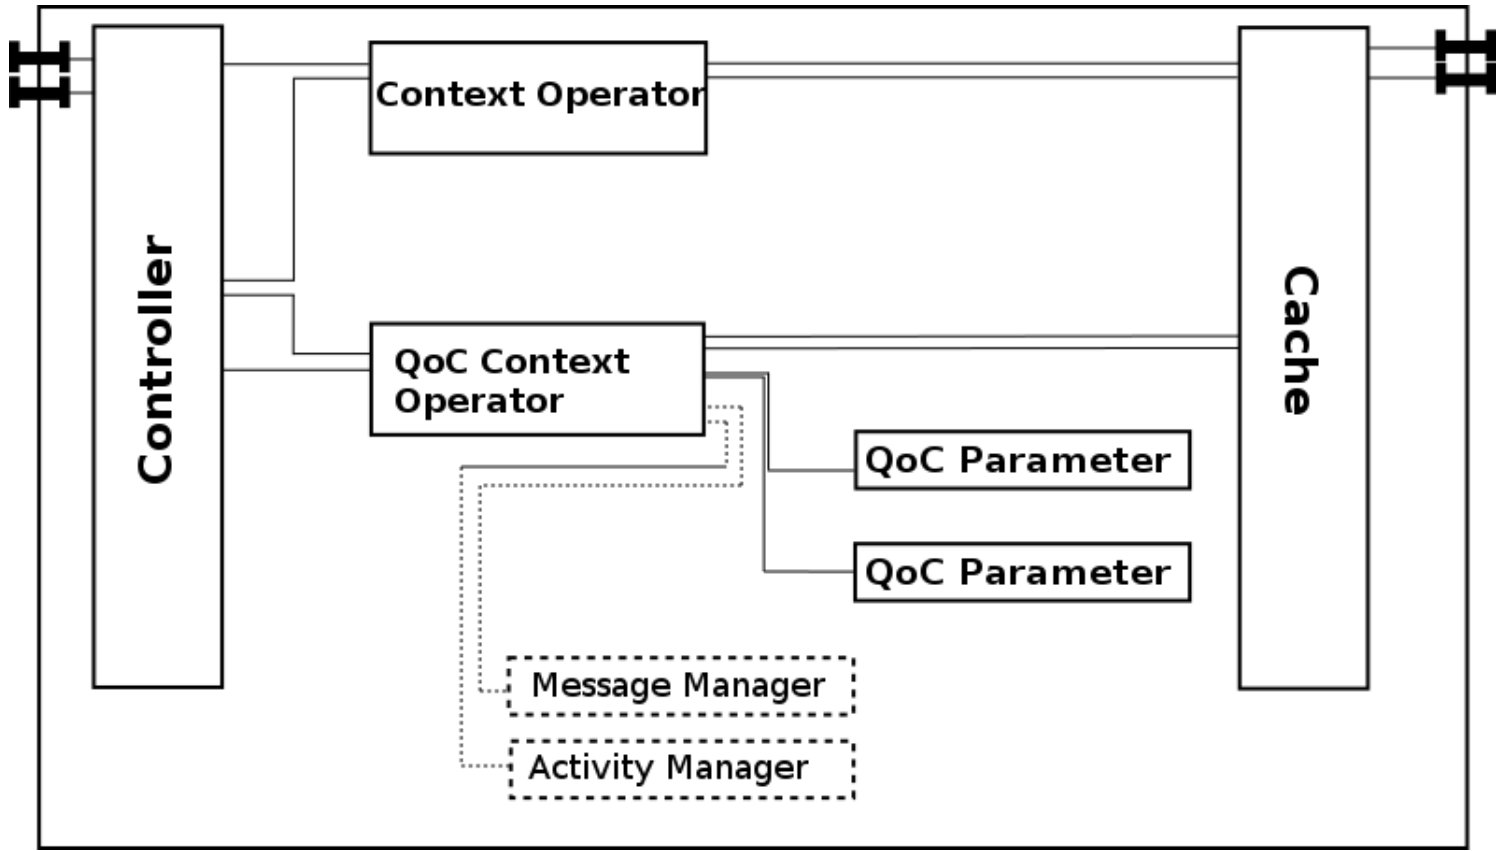 Context Operator
Controller
Cache
QoC Context
Operator
QoC Parameter
QoC Parameter
Message Manager
Activity Manager